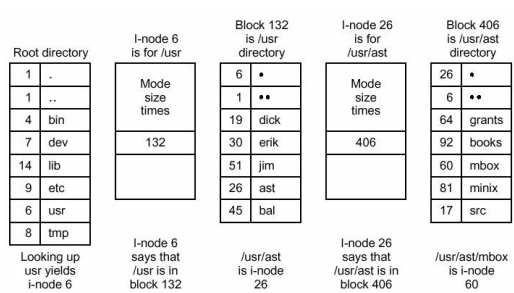 Root directory
1 .
1 ..
4 bin
7 dev
14 lib
9 etc
6 usr
8 tmp
Looking up
usr yields
i-node 6
I-node 6
is for /usr
Mode
size
times
132
I-node 6
says that
/usr is in
block 132
Block 132
is /usr
directory
6 •
1 ••
19 dick
30 erik
51 jim
26 ast
45 bal
/usr/ast
is i-node
26
I-node 26
is for
/usr/ast
Mode
size
times
406
I-node 26
says that
/usr/ast is in
block 406
Block 406
is /usr/ast
directory
26 •
6 ••
64 grants
92 books
60 mbox
81 minix
17 src
/usr/ast/mbox
is i-node
60